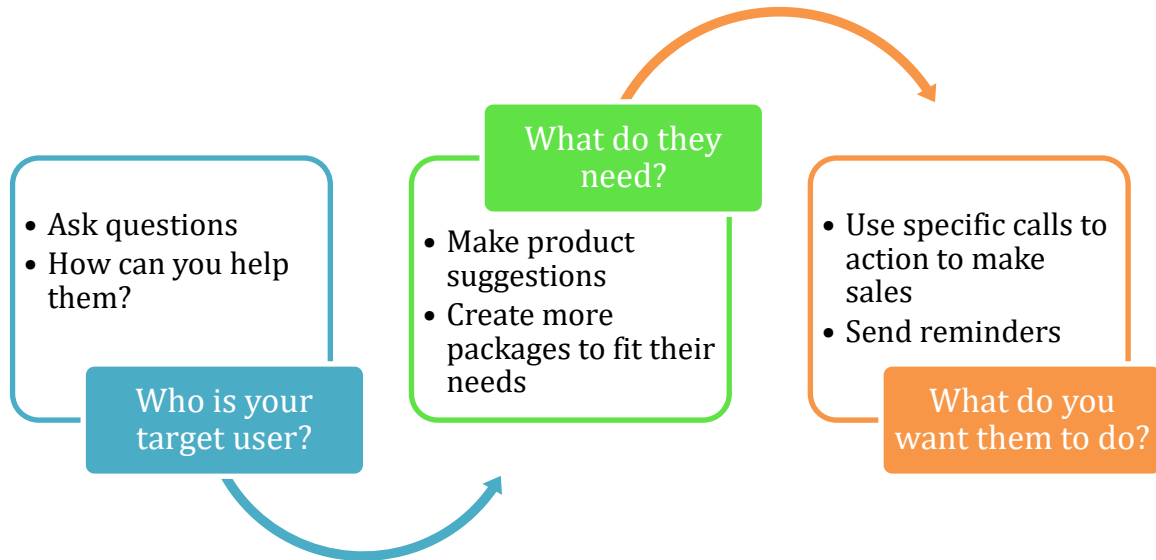 • Ask questions
• How can you help
them?
Who is your
target user?
What do they
need?
• Make product
suggestions
• Create more
packages to fit their
needs
• Use specific calls to
action to make
sales
• Send reminders
What do you
want them to do?